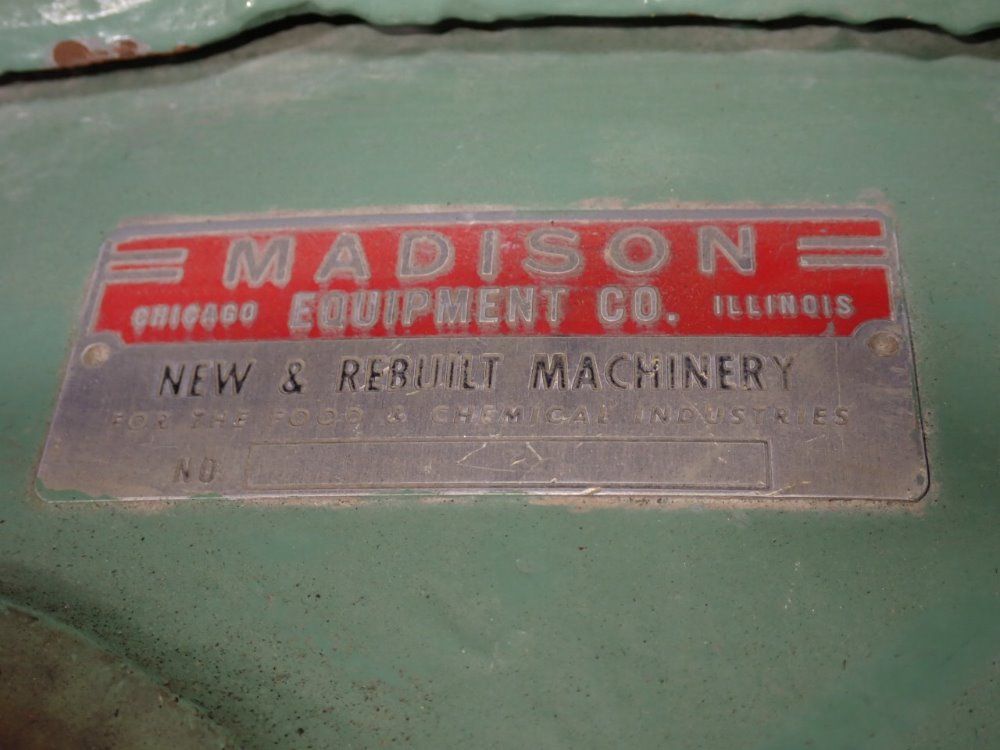 MADISON
CHICAGO EQUIPMENT CO. ILLINOIS
NEW & REBUILT MACHINERY
FOR THE FOOD & CHEMICAL INDUSTRIES
NO